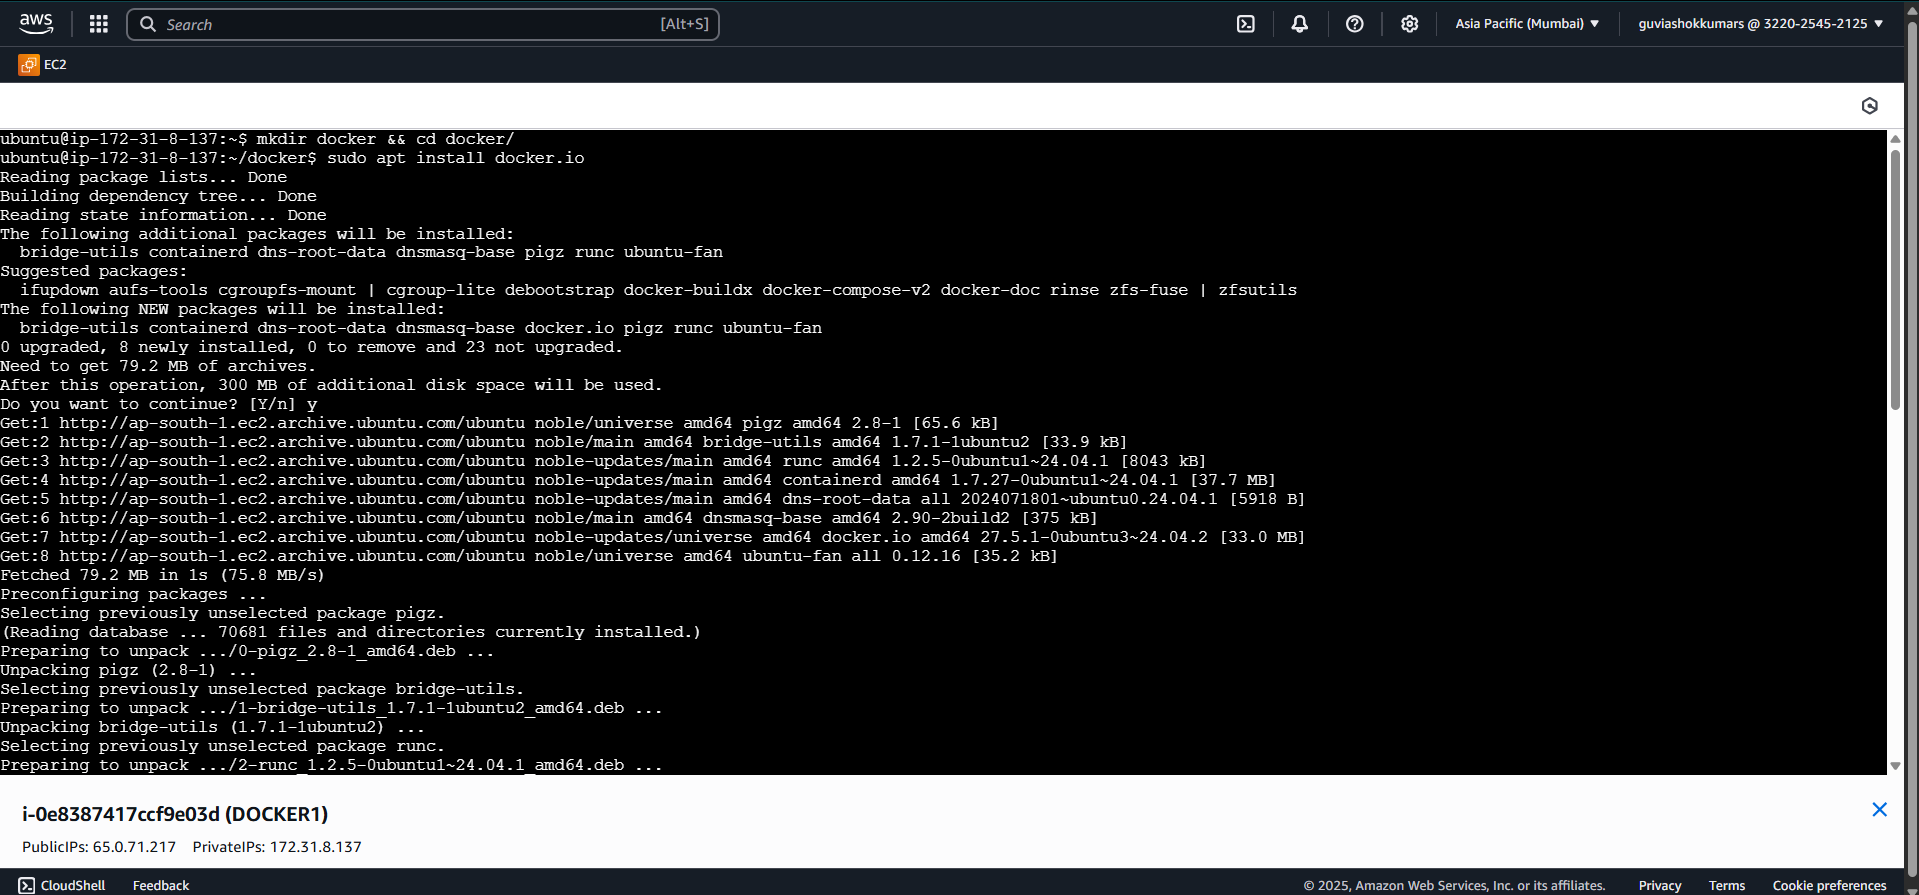 aws
Search [Alt+S]
Asia Pacific (Mumbai)
guviashokkumars @ 3220-2545-2125
EC2
ubuntu@ip-172-31-8-137:~$ mkdir docker && cd docker/
ubuntu@ip-172-31-8-137:~/docker$ sudo apt install docker.io
Reading package lists... Done
Building dependency tree... Done
Reading state information... Done
The following additional packages will be installed:
  bridge-utils containerd dns-root-data dnsmasq-base pigz runc ubuntu-fan
Suggested packages:
  ifupdown aufs-tools cgroupfs-mount | cgroup-lite debootstrap docker-buildx docker-compose-v2 docker-doc rinse zfs-fuse | zfsutils
The following NEW packages will be installed:
  bridge-utils containerd dns-root-data dnsmasq-base docker.io pigz runc ubuntu-fan
0 upgraded, 8 newly installed, 0 to remove and 23 not upgraded.
Need to get 79.2 MB of archives.
After this operation, 300 MB of additional disk space will be used.
Do you want to continue? [Y/n] y
Get:1 http://ap-south-1.ec2.archive.ubuntu.com/ubuntu noble/universe amd64 pigz amd64 2.8-1 [65.6 kB]
Get:2 http://ap-south-1.ec2.archive.ubuntu.com/ubuntu noble/main amd64 bridge-utils amd64 1.7.1-1ubuntu2 [33.9 kB]
Get:3 http://ap-south-1.ec2.archive.ubuntu.com/ubuntu noble-updates/main amd64 runc amd64 1.2.5-0ubuntu1~24.04.1 [8043 kB]
Get:4 http://ap-south-1.ec2.archive.ubuntu.com/ubuntu noble-updates/main amd64 containerd amd64 1.7.27-0ubuntu1~24.04.1 [37.7 MB]
Get:5 http://ap-south-1.ec2.archive.ubuntu.com/ubuntu noble-updates/main amd64 dns-root-data all 2024071801~ubuntu0.24.04.1 [5918 B]
Get:6 http://ap-south-1.ec2.archive.ubuntu.com/ubuntu noble/main amd64 dnsmasq-base amd64 2.90-2build2 [375 kB]
Get:7 http://ap-south-1.ec2.archive.ubuntu.com/ubuntu noble-updates/universe amd64 docker.io amd64 27.5.1-0ubuntu3~24.04.2 [33.0 MB]
Get:8 http://ap-south-1.ec2.archive.ubuntu.com/ubuntu noble/universe amd64 ubuntu-fan all 0.12.16 [35.2 kB]
Fetched 79.2 MB in 1s (75.8 MB/s)
Preconfiguring packages ...
Selecting previously unselected package pigz.
(Reading database ... 70681 files and directories currently installed.)
Preparing to unpack .../0-pigz_2.8-1_amd64.deb ...
Unpacking pigz (2.8-1) ...
Selecting previously unselected package bridge-utils.
Preparing to unpack .../1-bridge-utils_1.7.1-1ubuntu2_amd64.deb ...
Unpacking bridge-utils (1.7.1-1ubuntu2) ...
Selecting previously unselected package runc.
Preparing to unpack .../2-runc_1.2.5-0ubuntu1~24.04.1_amd64.deb ...
i-0e8387417ccf9e03d (DOCKER1)
PublicIPs: 65.0.71.217 PrivateIPs: 172.31.8.137
CloudShell Feedback © 2025, Amazon Web Services, Inc. or its affiliates. Privacy Terms Cookie preferences